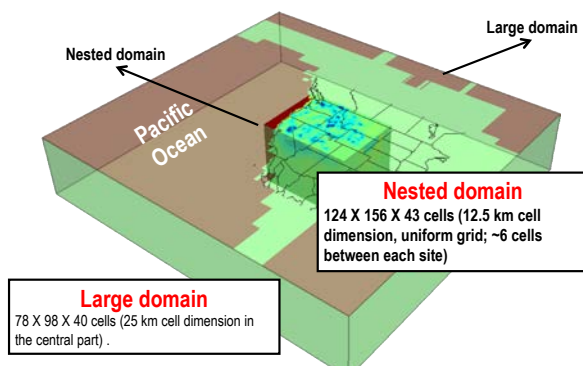 Large domain
Nested domain
Pacific
Ocean
Nested domain
124 X 156 X 43 cells (12.5 km cell
dimension, uniform grid; ~6 cells
between each site)
Large domain
78 X 98 X 40 cells (25 km cell dimension in
the central part) .